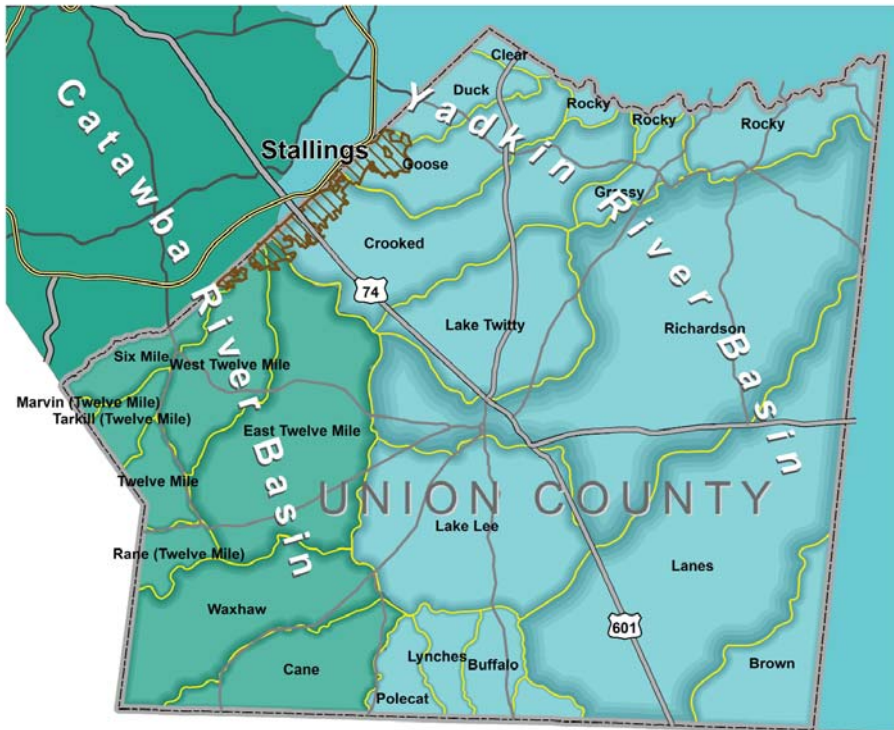 Clear
Duck
Rocky
Rocky
Rocky
Stallings
Goose
Grassy
Catawba River Basin
Yadkin River Basin
Crooked
74
Lake Twitty
Richardson
Six Mile
West Twelve Mile
Marvin (Twelve Mile)
Tarkill (Twelve Mile)
East Twelve Mile
Twelve Mile
UNION COUNTY
Lake Lee
Rane (Twelve Mile)
Lanes
Waxhaw
601
Lynches
Buffalo
Brown
Cane
Polecat